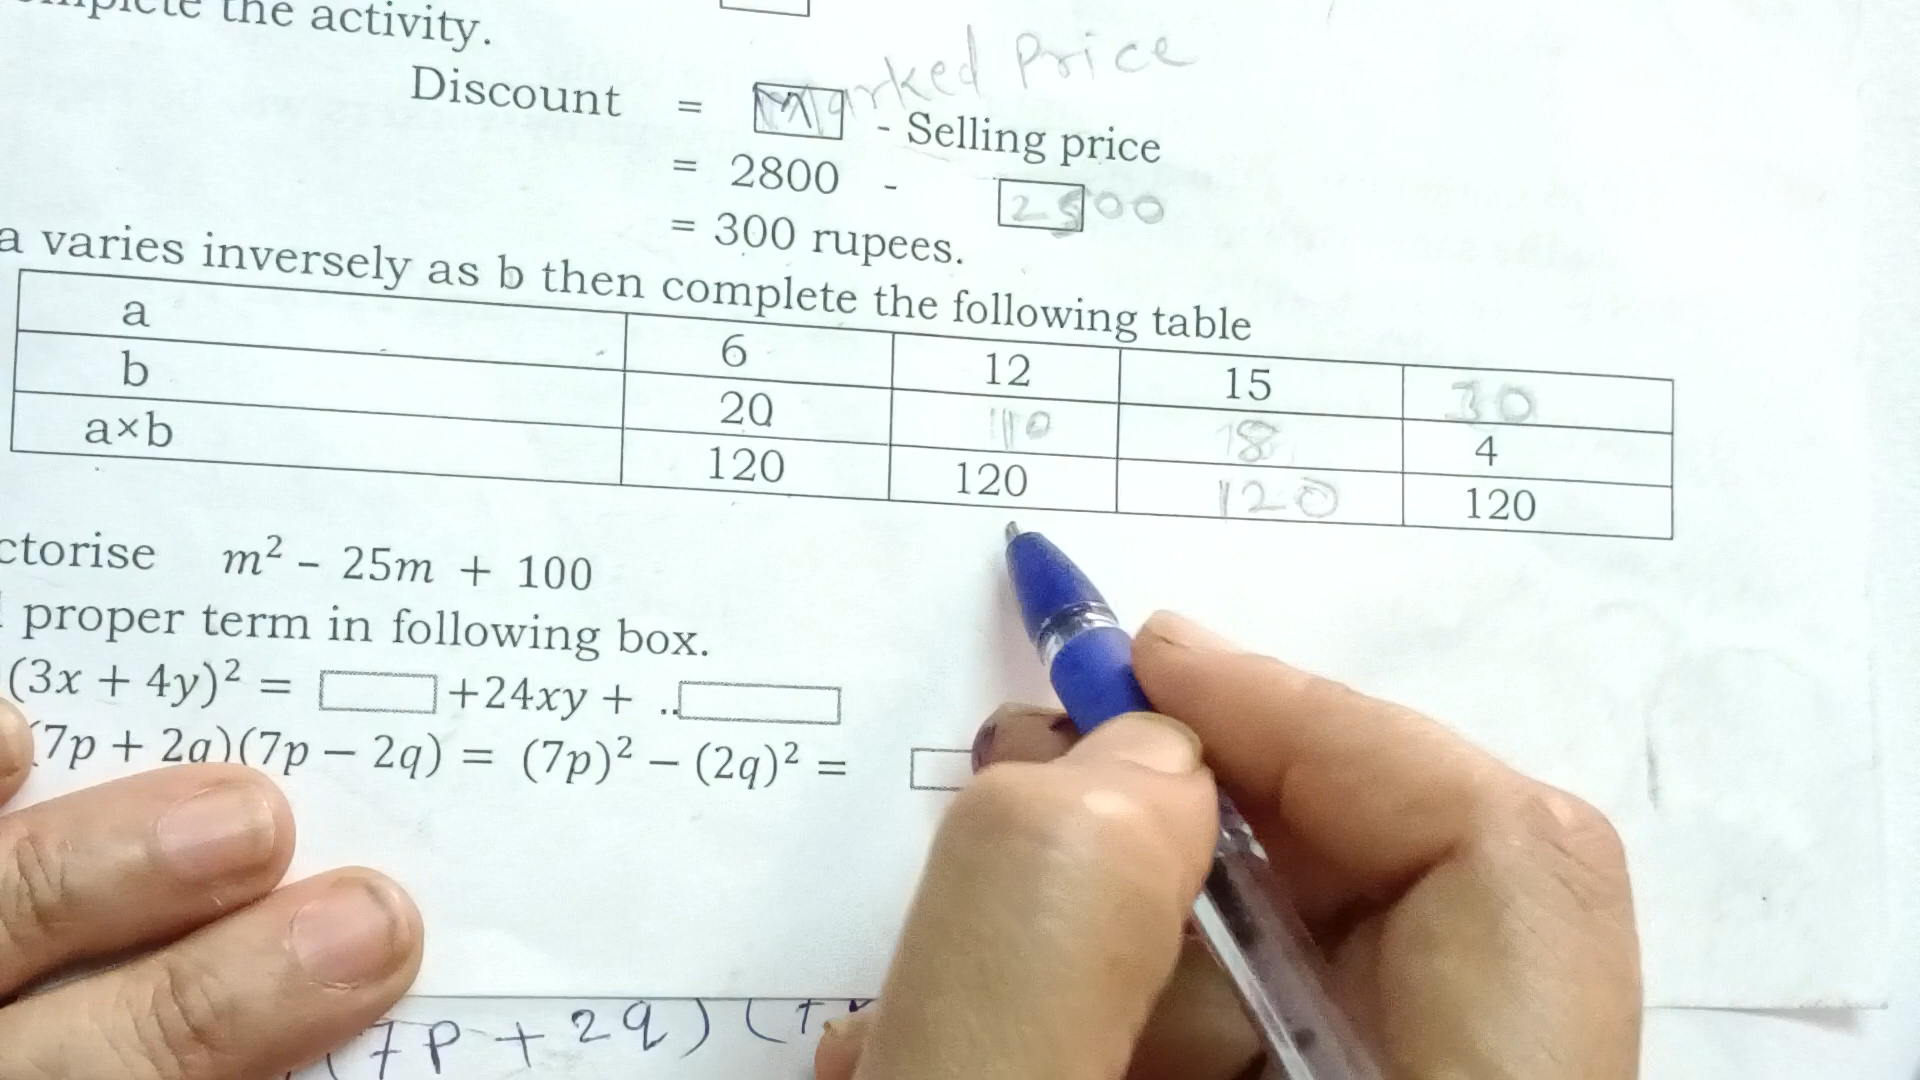 the activity.
Marked Price
Discount = - Selling price
= 2800 - 2500
= 300 rupees.
a varies inversely as b then complete the following table
a 6 12 15 30
b 20 10 8 4
a×b 120 120 120 120
ctorise m² - 25m + 100
proper term in following box.
(3x + 4y)² = +24xy + ..
(7p + 2q)(7p − 2q) = (7p)² − (2q)² =
(7P + 2q) (